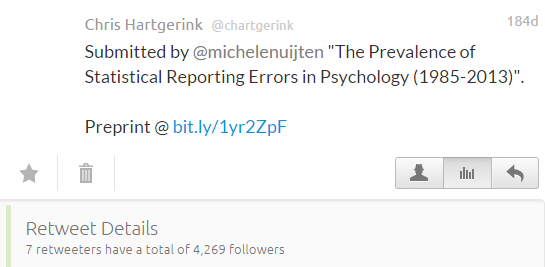 Chris Hartgerink @chartgerink 184d
Submitted by @michelenuijten "The Prevalence of
Statistical Reporting Errors in Psychology (1985-2013)".
Preprint @ bit.ly/1yr2ZpF
Retweet Details
7 retweeters have a total of 4,269 followers